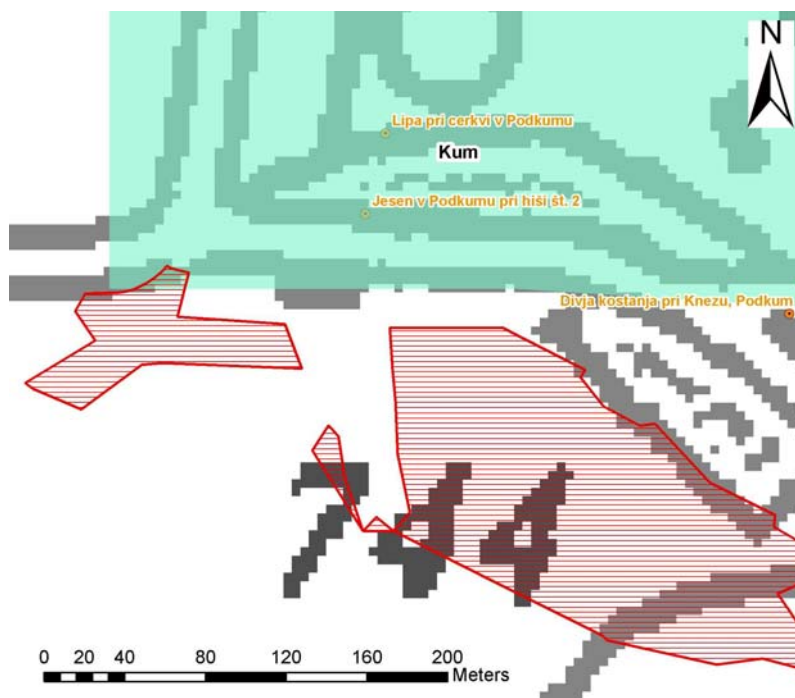 N
Lipa pri cerkvi v Podkumu
Kum
Jesen v Podkumu pri hiši št. 2
Divja kostanja pri Knezu, Podkum
744
0 20 40 80 120 160 200
Meters